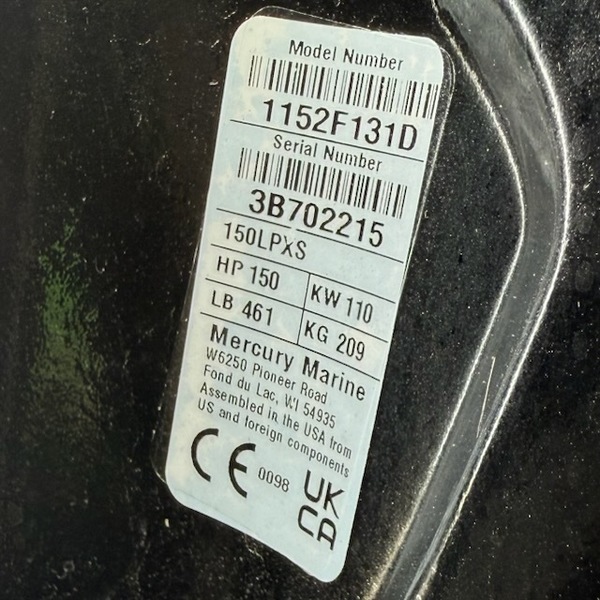 Model Number
1152F131D
Serial Number
3B702215
150LPXS
HP 150 KW 110
LB 461 KG 209
Mercury Marine
W6250 Pioneer Road
Fond du Lac, WI 54935
Assembled in the USA from
US and foreign components
CE 0098 UK
CA